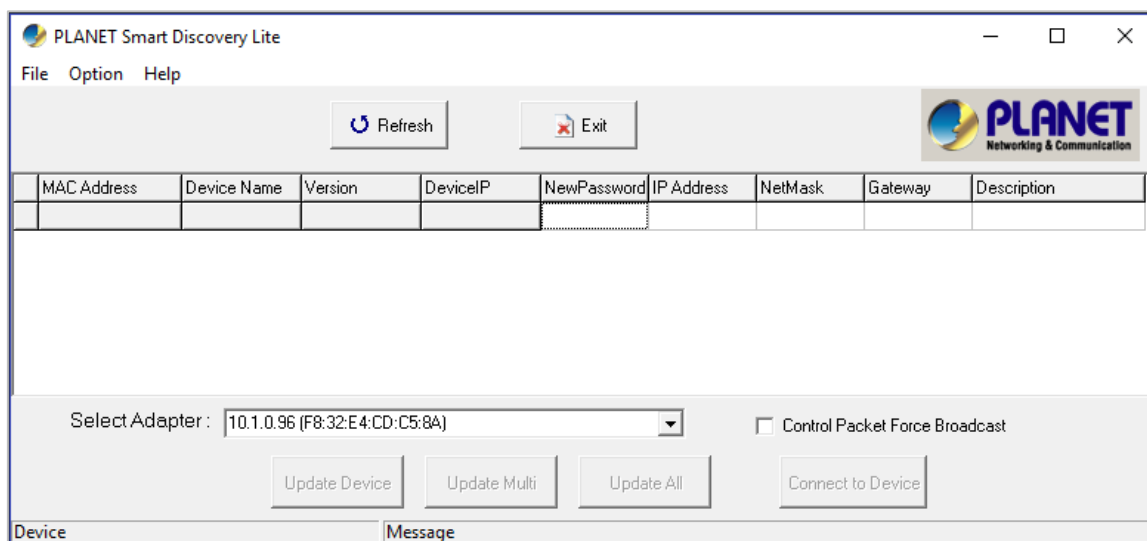 PLANET Smart Discovery Lite
File Option Help
Refresh Exit
PLANET
Networking & Communication
MAC Address Device Name Version DeviceIP NewPassword IP Address NetMask Gateway Description
Select Adapter : 10.1.0.96 (F8:32:E4:CD:C5:8A) Control Packet Force Broadcast
Update Device Update Multi Update All Connect to Device
Device Message